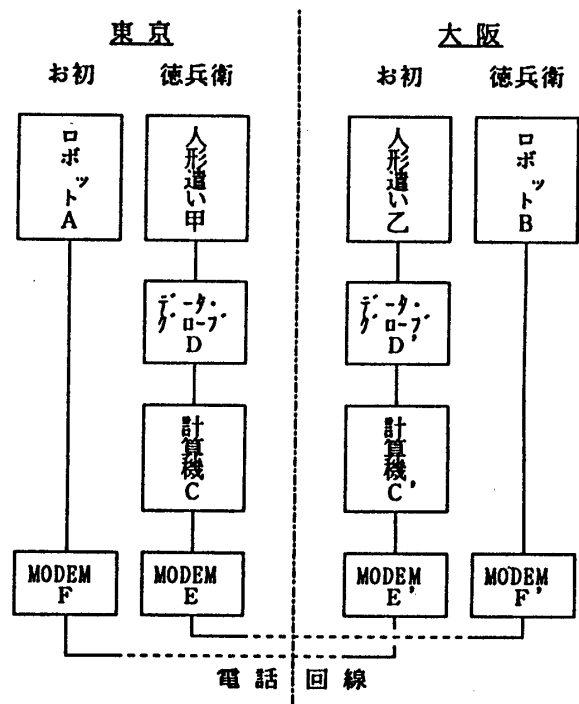 東京
大阪
お初
徳兵衛
お初
徳兵衛
ロボットA
人形遣い甲
人形遣い乙
ロボットB
データ・
グローブ
D
データ・
グローブ
D'
計算機C
計算機C'
MODEM
F
MODEM
E
MODEM
E'
MODEM
F'
電話回線